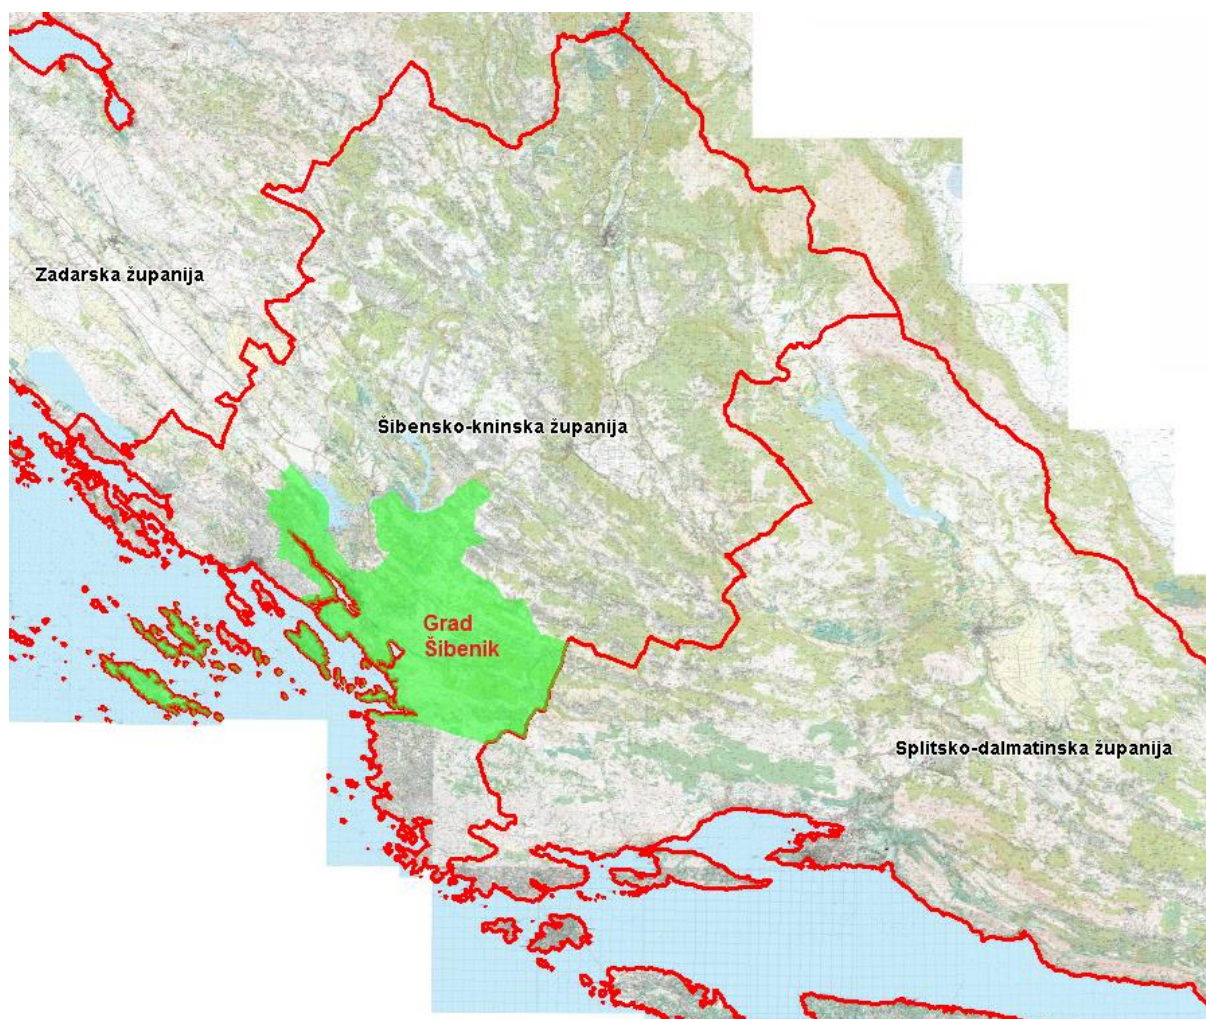 Zadarska županija
Šibensko-kninska županija
Grad
Šibenik
Splitsko-dalmatinska županija